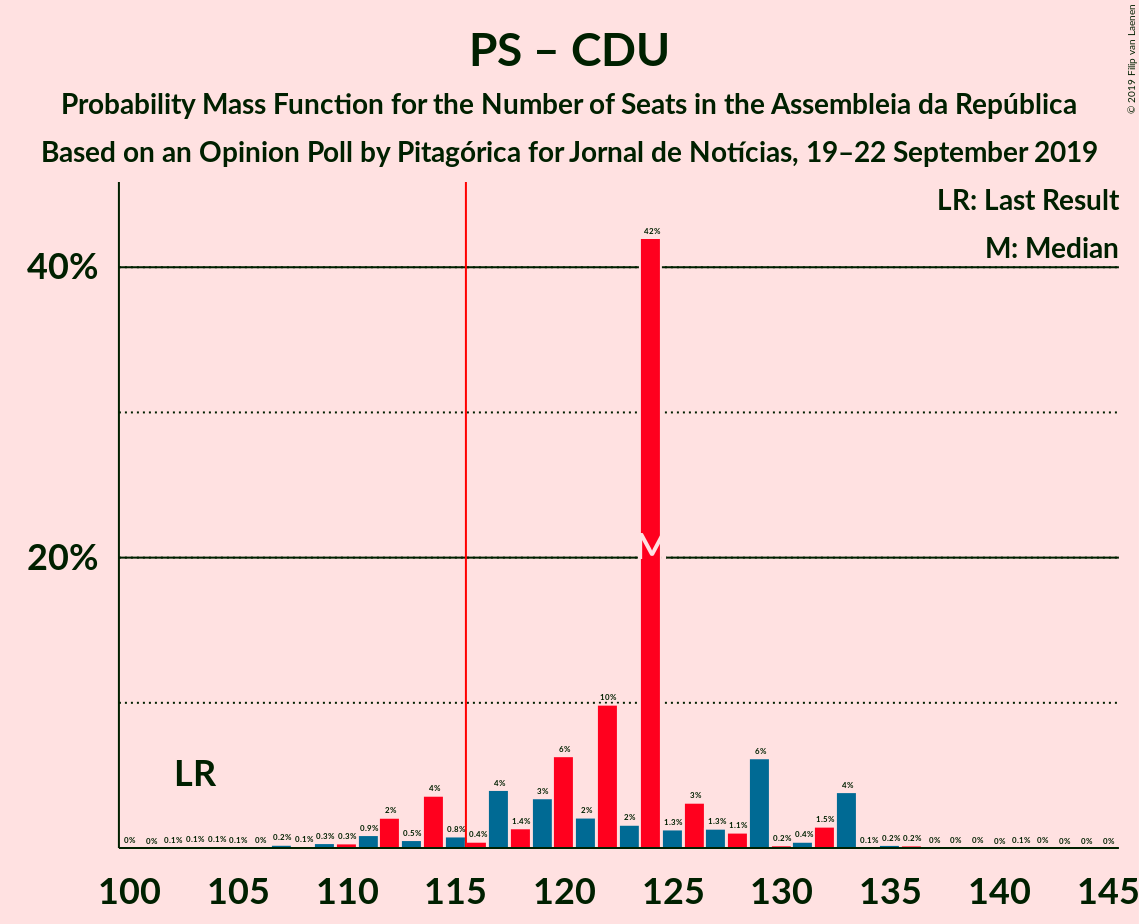 PS – CDU
Probability Mass Function for the Number of Seats in the Assembleia da República
Based on an Opinion Poll by Pitagórica for Jornal de Notícias, 19–22 September 2019
© 2019 Filip van Laenen
LR: Last Result
M: Median
40%
20%
LR
M
0% 0% 0.1% 0.1% 0.1% 0.1% 0% 0.2% 0.1% 0.3% 0.3% 0.9% 2% 0.5% 4% 0.8% 0.4% 4% 1.4% 3% 6% 2% 10% 2% 42% 1.3% 3% 1.3% 1.1% 6% 0.2% 0.4% 1.5% 4% 0.1% 0.2% 0.2% 0% 0% 0% 0% 0.1% 0% 0% 0% 0%
100 105 110 115 120 125 130 135 140 145